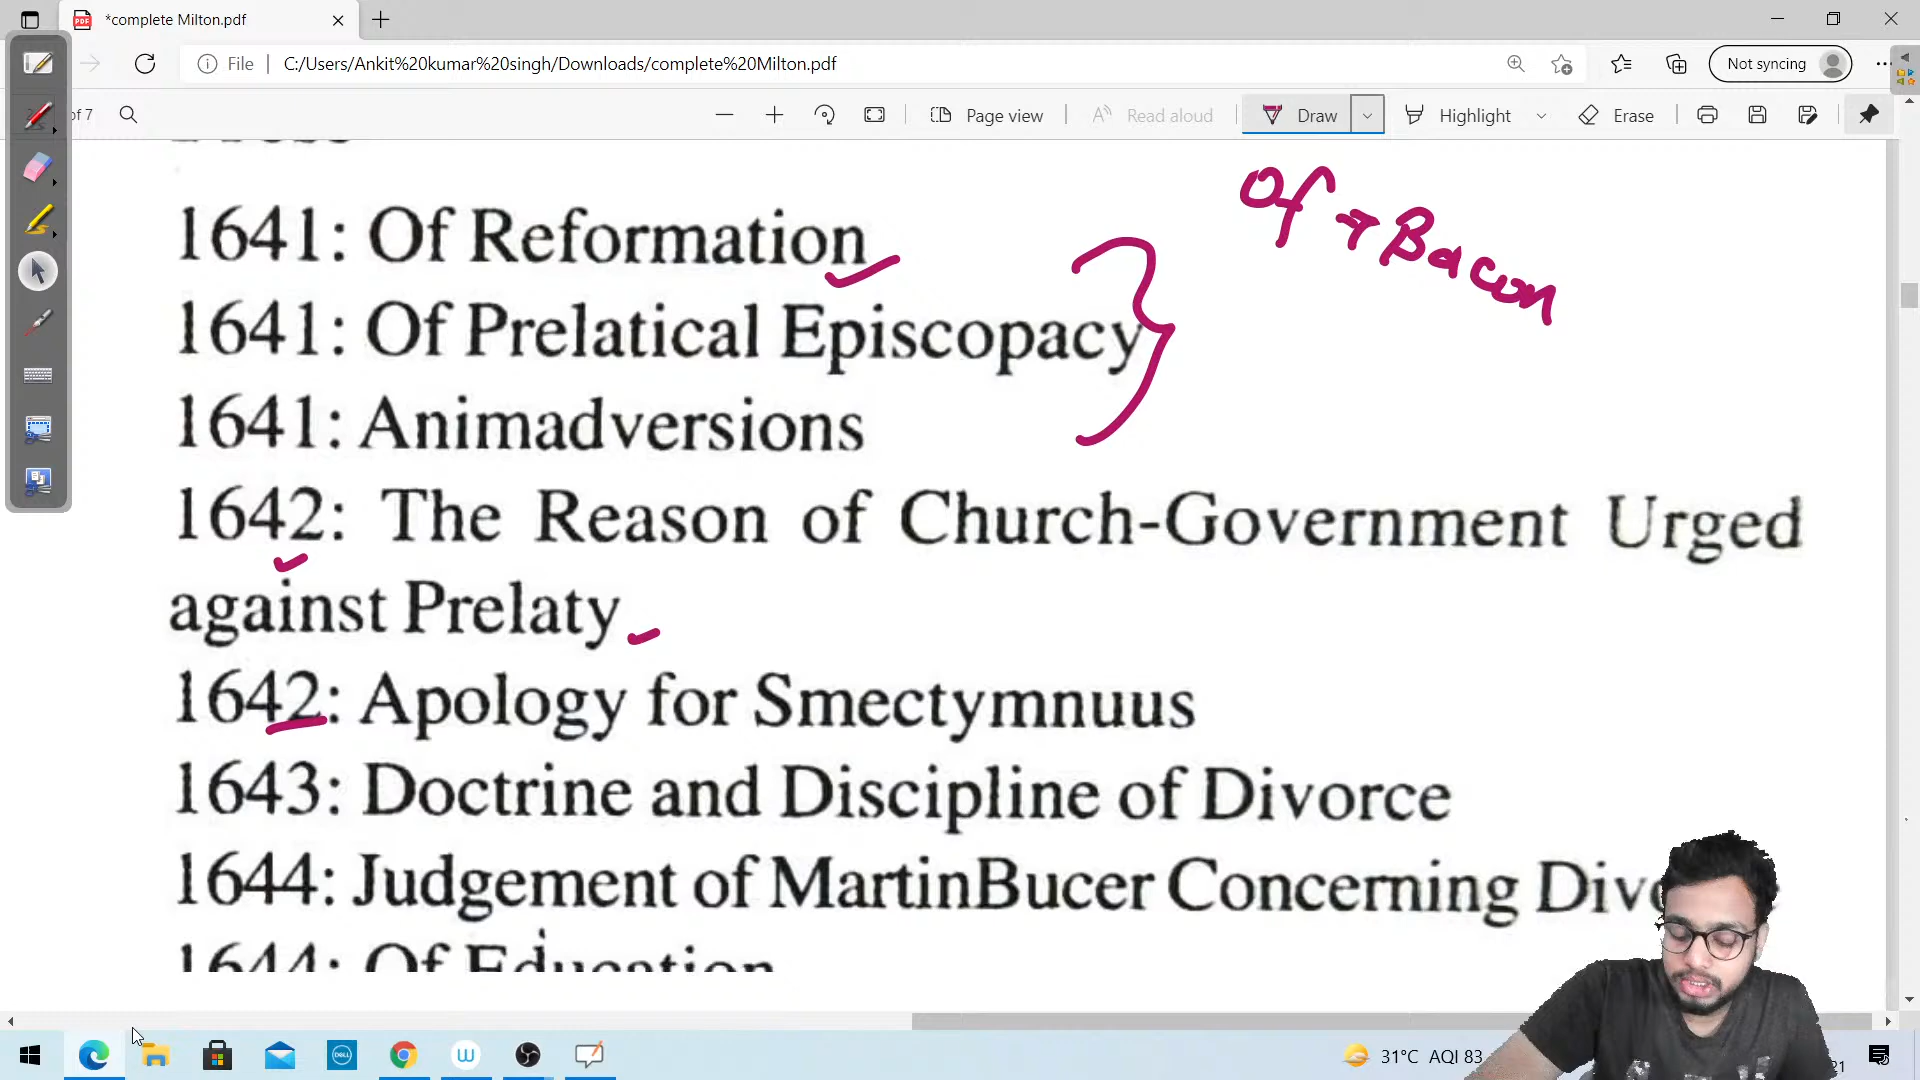 *complete Milton.pdf
File
C:/Users/Ankit%20kumar%20singh/Downloads/complete%20Milton.pdf
Not syncing
of 7
Page view
Read aloud
Draw
Highlight
Erase
Of → Bacon
1641: Of Reformation
1641: Of Prelatical Episcopacy
1641: Animadversions
1642: The Reason of Church-Government Urged
against Prelaty
1642: Apology for Smectymnuus
1643: Doctrine and Discipline of Divorce
1644: Judgement of MartinBucer Concerning
1644: Of Education
31°C AQI 83